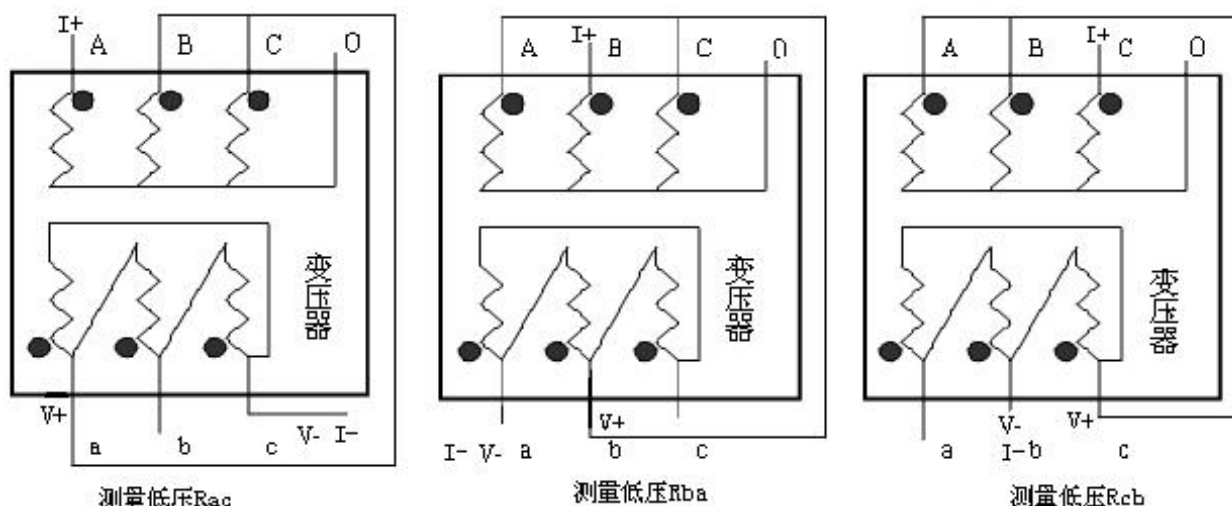 I+ A B C O
变压器
V+ V- I-
a b c
测量低压Rac
I+
A B C O
变压器
V+
I- V- a b c
测量低压Rba
I+
A B C O
变压器
V- V+
a I- b c
测量低压Rcb